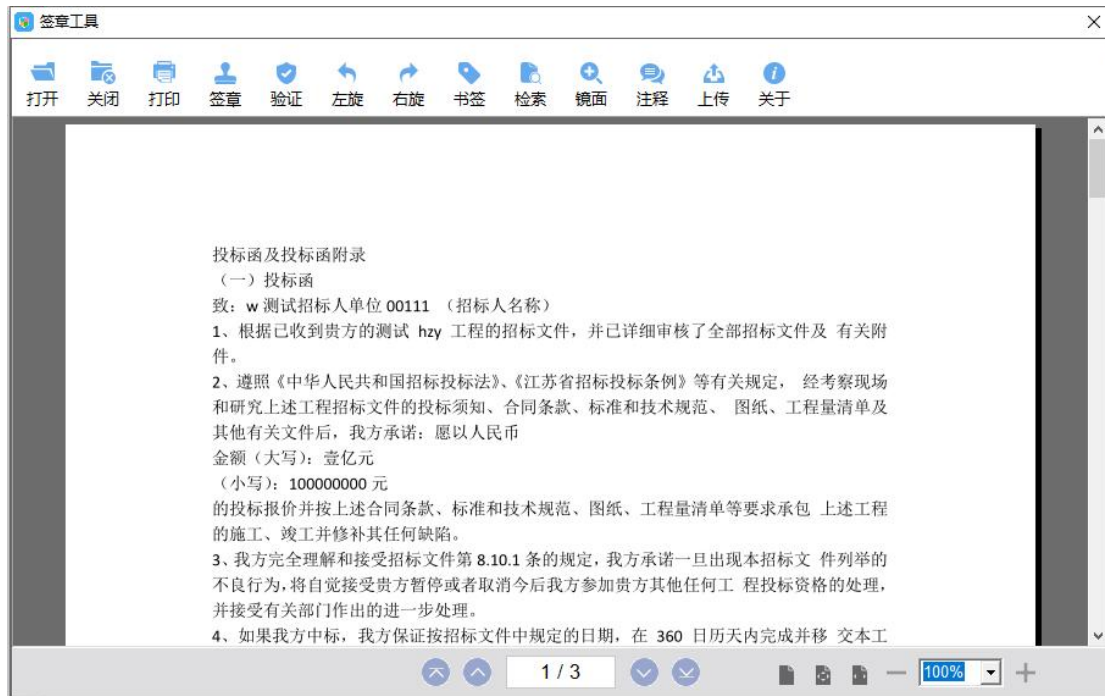 签章工具
打开 关闭 打印 签章 验证 左旋 右旋 书签 检索 镜面 注释 上传 关于
投标函及投标函附录
（一）投标函
致：w 测试招标人单位 00111 （招标人名称）
1、根据已收到贵方的测试 hzy 工程的招标文件，并已详细审核了全部招标文件及 有关附
件。
2、遵照《中华人民共和国招标投标法》、《江苏省招标投标条例》等有关规定， 经考察现场
和研究上述工程招标文件的投标须知、合同条款、标准和技术规范、 图纸、工程量清单及
其他有关文件后，我方承诺：愿以人民币
金额（大写）：壹亿元
（小写）：100000000 元
的投标报价并按上述合同条款、标准和技术规范、图纸、工程量清单等要求承包 上述工程
的施工、竣工并修补其任何缺陷。
3、我方完全理解和接受招标文件第 8.10.1 条的规定，我方承诺一旦出现本招标文 件列举的
不良行为，将自觉接受贵方暂停或者取消今后我方参加贵方其他任何工 程投标资格的处理，
并接受有关部门作出的进一步处理。
4、如果我方中标，我方保证按招标文件中规定的日期，在 360 日历天内完成并移 交本工
1 / 3
100%